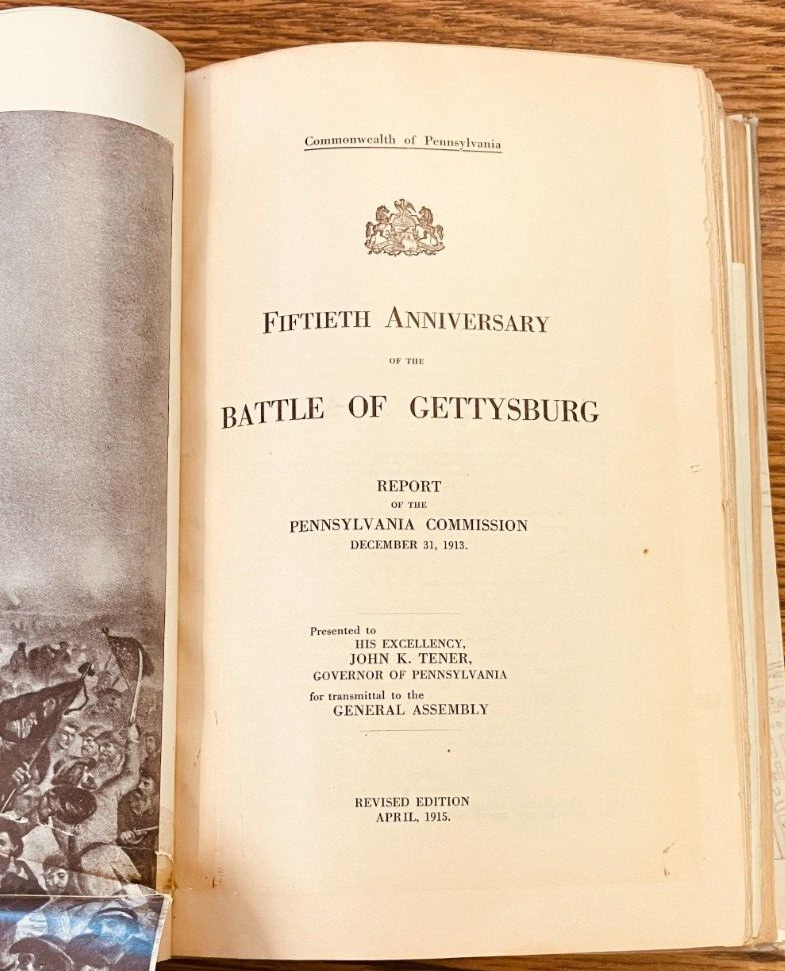 Commonwealth of Pennsylvania
FIFTIETH ANNIVERSARY
OF THE
BATTLE OF GETTYSBURG
REPORT
OF THE
PENNSYLVANIA COMMISSION
DECEMBER 31, 1913.
Presented to
HIS EXCELLENCY,
JOHN K. TENER,
GOVERNOR OF PENNSYLVANIA
for transmittal to the
GENERAL ASSEMBLY
REVISED EDITION
APRIL, 1915.